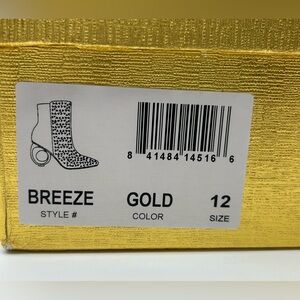 8 41484 14516 6
BREEZE GOLD 12
STYLE # COLOR SIZE